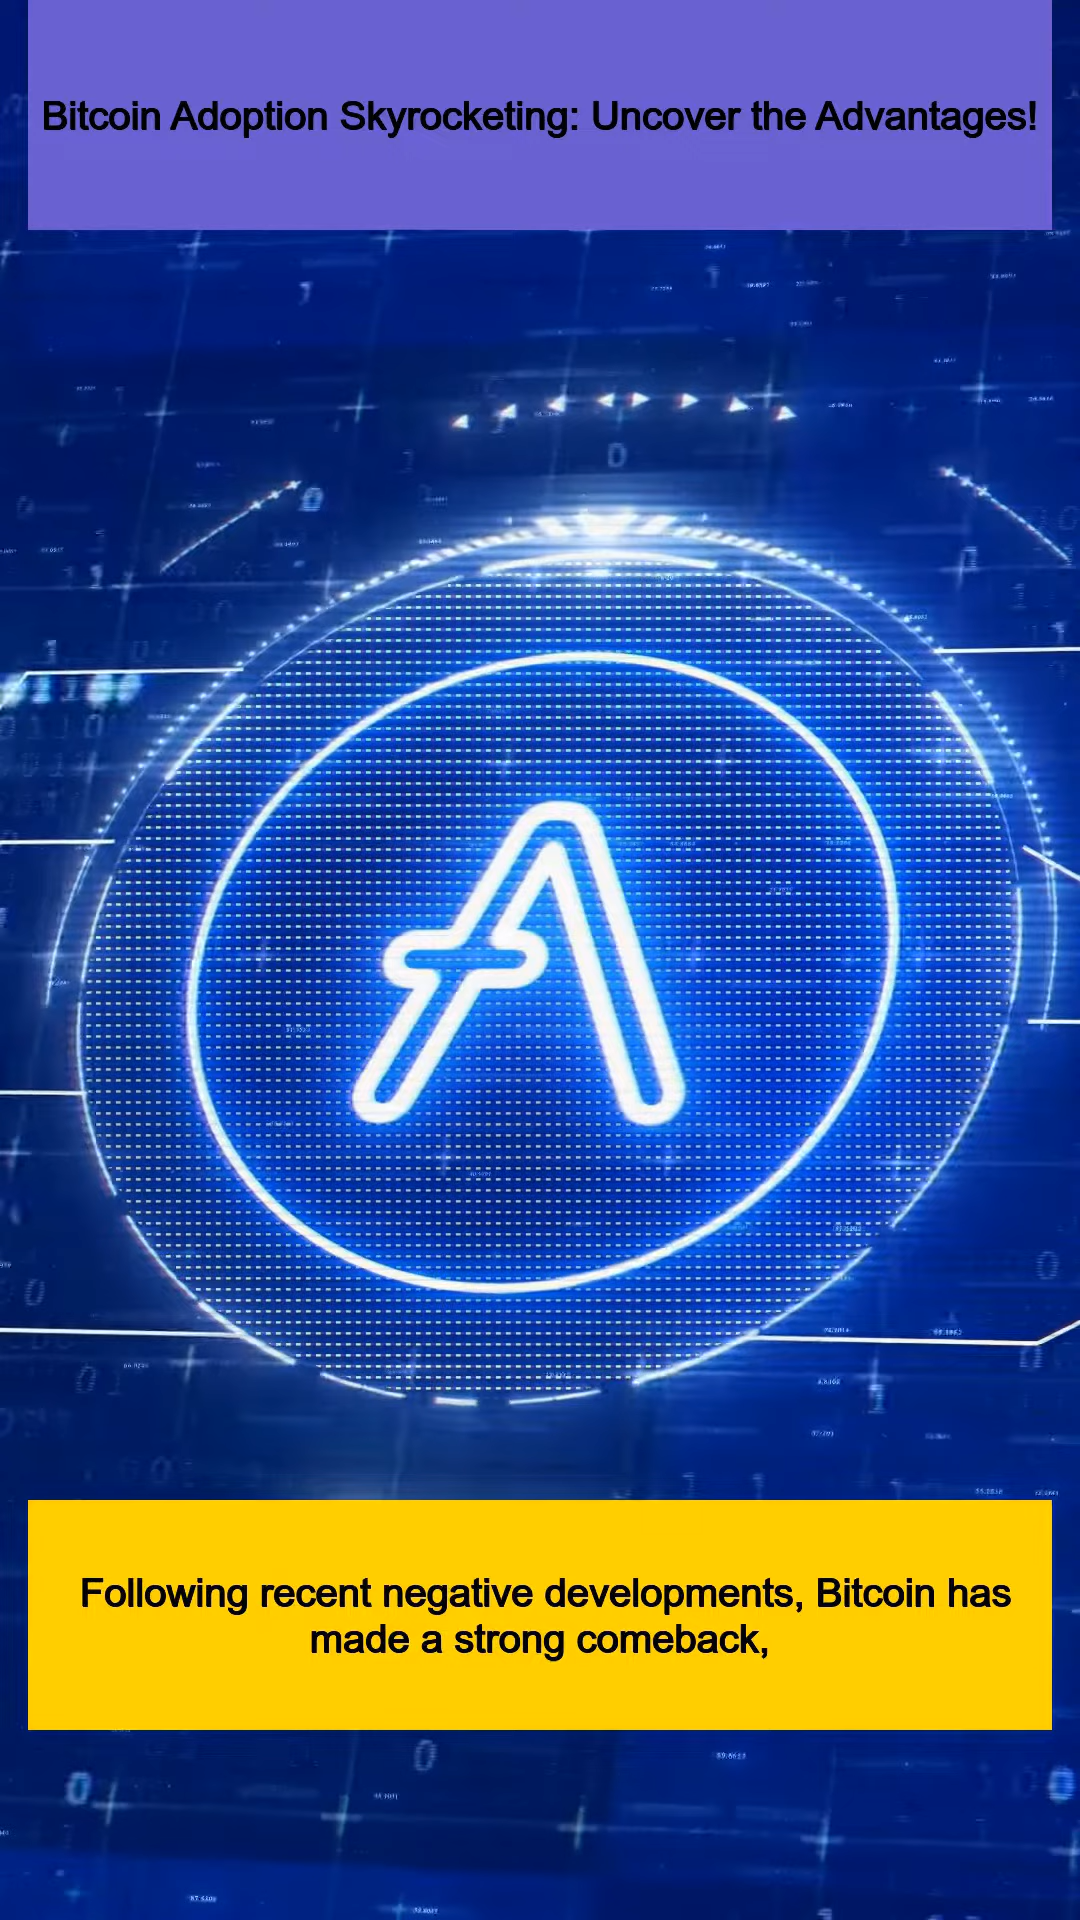 Bitcoin Adoption Skyrocketing: Uncover the Advantages!
Following recent negative developments, Bitcoin has
made a strong comeback,